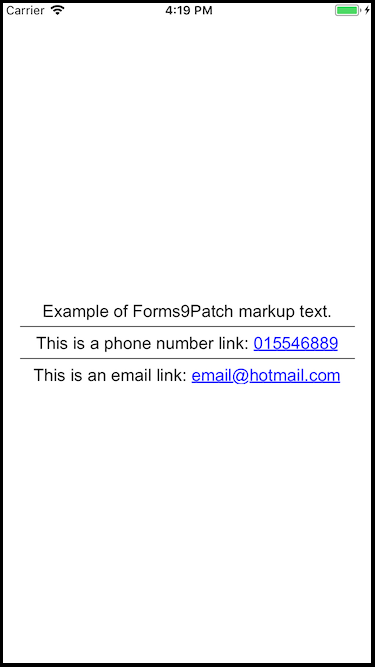 Carrier 4:19 PM
Example of Forms9Patch markup text.
This is a phone number link: 015546889
This is an email link: email@hotmail.com